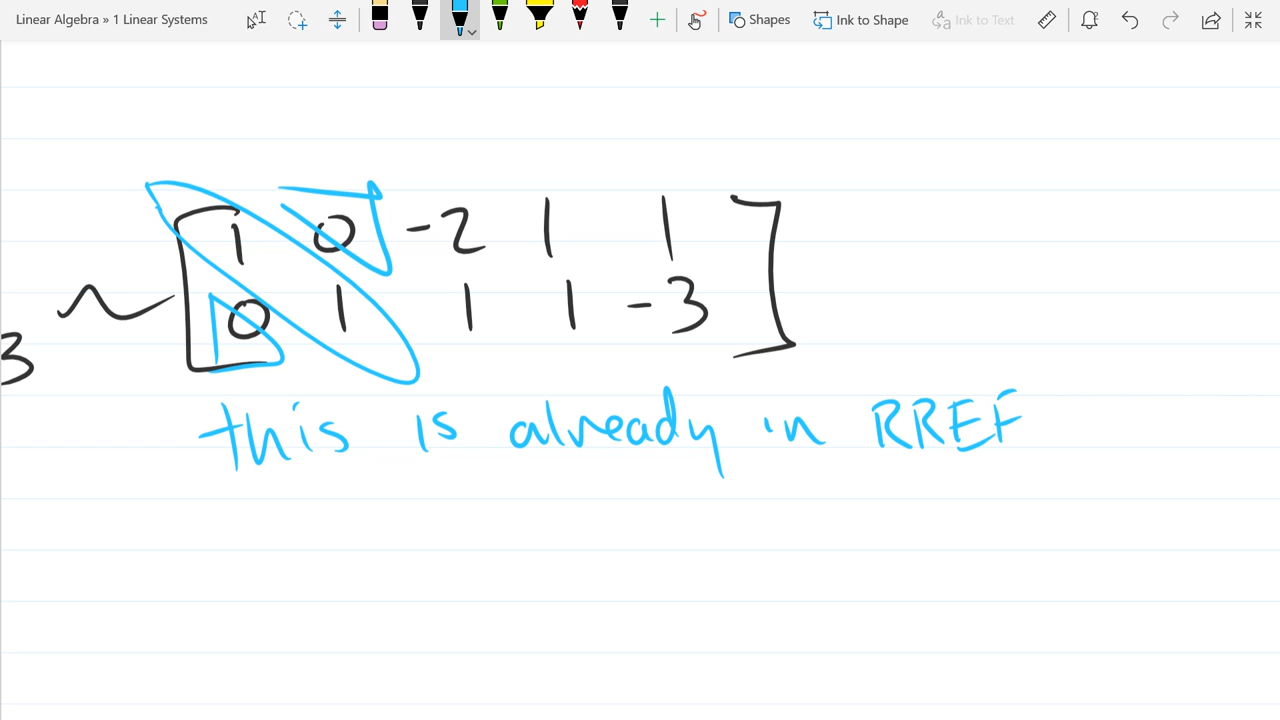 Linear Algebra » 1 Linear Systems
Shapes
Ink to Shape
Ink to Text
1 0 -2 1 1
~ 0 1 1 1 -3
3
this is already in RREF